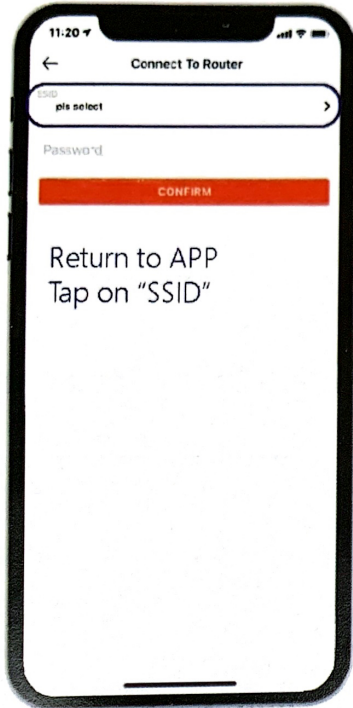 11:20
Connect To Router
SSID
pls select
Password
CONFIRM
Return to APP
Tap on “SSID”